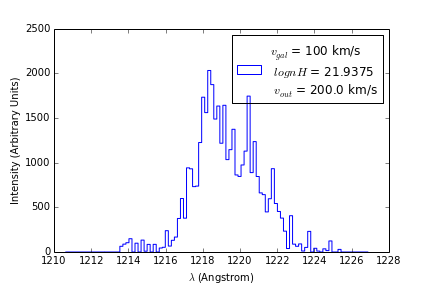 2500
2000
1500
1000
500
0
Intensity (Arbitrary Units)
v_gal = 100 km/s
lognH = 21.9375
v_out = 200.0 km/s
1210 1212 1214 1216 1218 1220 1222 1224 1226 1228
λ (Angstrom)